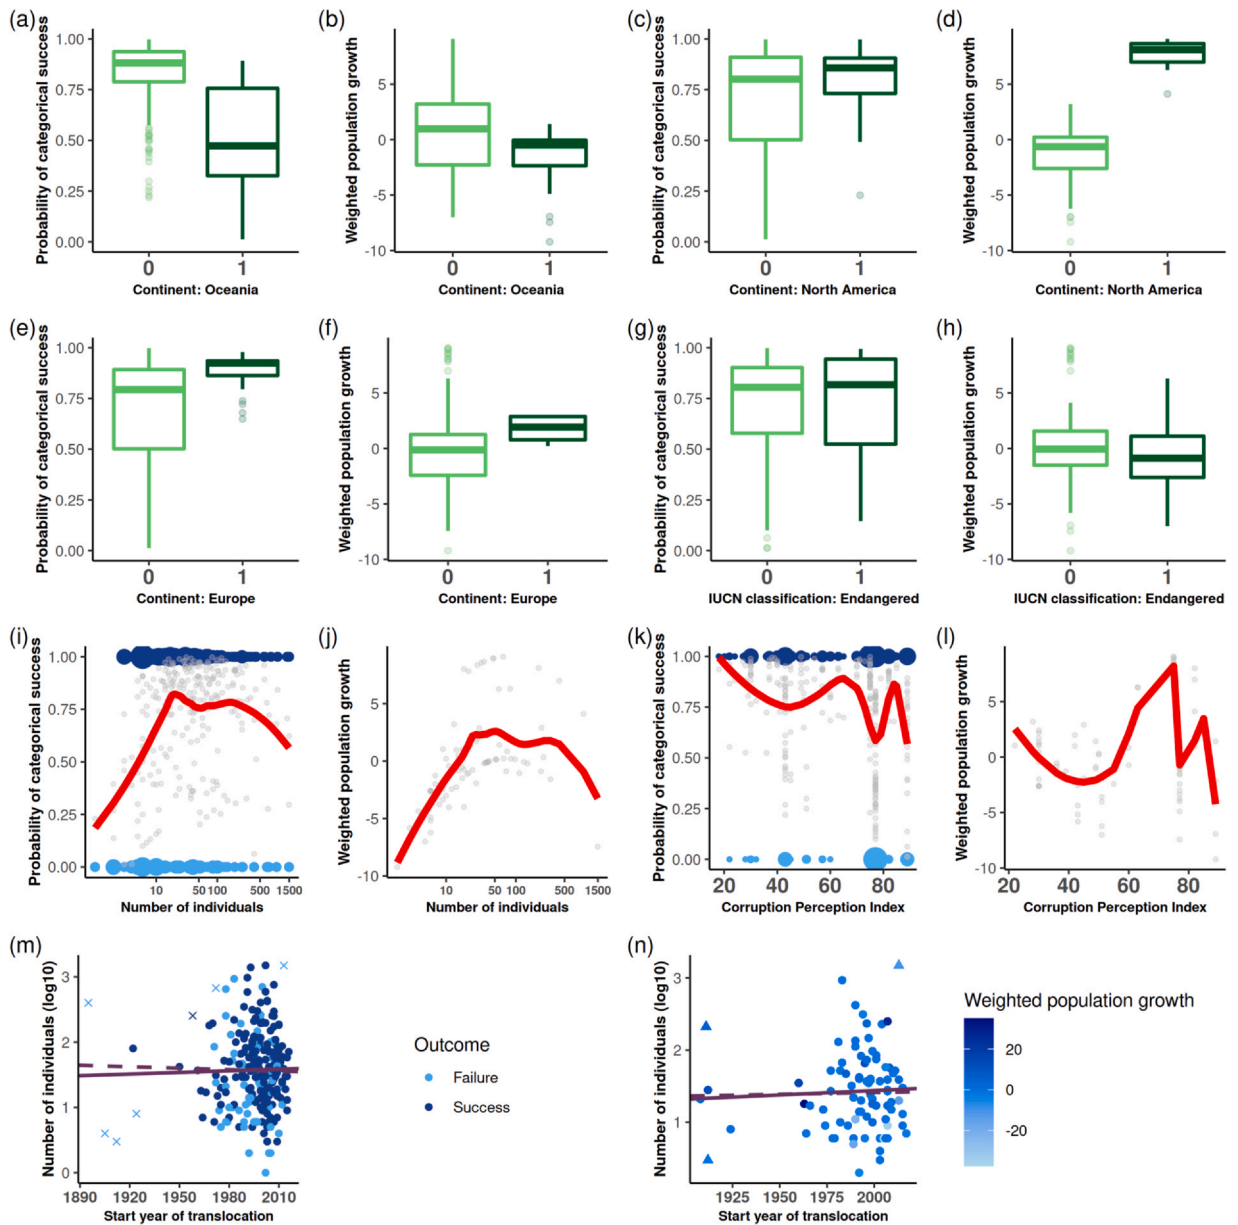 (a)
Probability of categorical success
1.00
0.75
0.50
0.25
0.00
0
1
Continent: Oceania
(b)
Weighted population growth
5
0
-5
-10
0
1
Continent: Oceania
(c)
Probability of categorical success
1.00
0.75
0.50
0.25
0.00
0
1
Continent: North America
(d)
Weighted population growth
5
0
-5
-10
0
1
Continent: North America
(e)
Probability of categorical success
1.00
0.75
0.50
0.25
0.00
0
1
Continent: Europe
(f)
Weighted population growth
5
0
-5
-10
0
1
Continent: Europe
(g)
Probability of categorical success
1.00
0.75
0.50
0.25
0.00
0
1
IUCN classification: Endangered
(h)
Weighted population growth
5
0
-5
-10
0
1
IUCN classification: Endangered
(i)
Probability of categorical success
1.00
0.75
0.50
0.25
0.00
10 50 100 500 1500
Number of individuals
(j)
Weighted population growth
5
0
-5
-10
10 50 100 500 1500
Number of individuals
(k)
Probability of categorical success
1.00
0.75
0.50
0.25
0.00
20 40 60 80
Corruption Perception Index
(l)
Weighted population growth
5
0
-5
-10
20 40 60 80
Corruption Perception Index
(m)
Number of individuals (log10)
3
2
1
0
1890 1920 1950 1980 2010
Start year of translocation
Outcome
Failure
Success
(n)
Number of individuals (log10)
3
2
1
1925 1950 1975 2000
Start year of translocation
Weighted population growth
20
0
-20